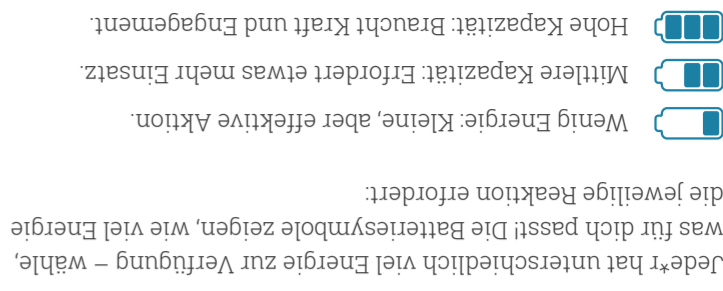 Jede*r hat unterschiedlich viel Energie zur Verfügung – wähle,
was für dich passt! Die Batteriesymbole zeigen, wie viel Energie
die jeweilige Reaktion erfordert:
Wenig Energie: Kleine, aber effektive Aktion.
Mittlere Kapazität: Erfordert etwas mehr Einsatz.
Hohe Kapazität: Braucht Kraft und Engagement.